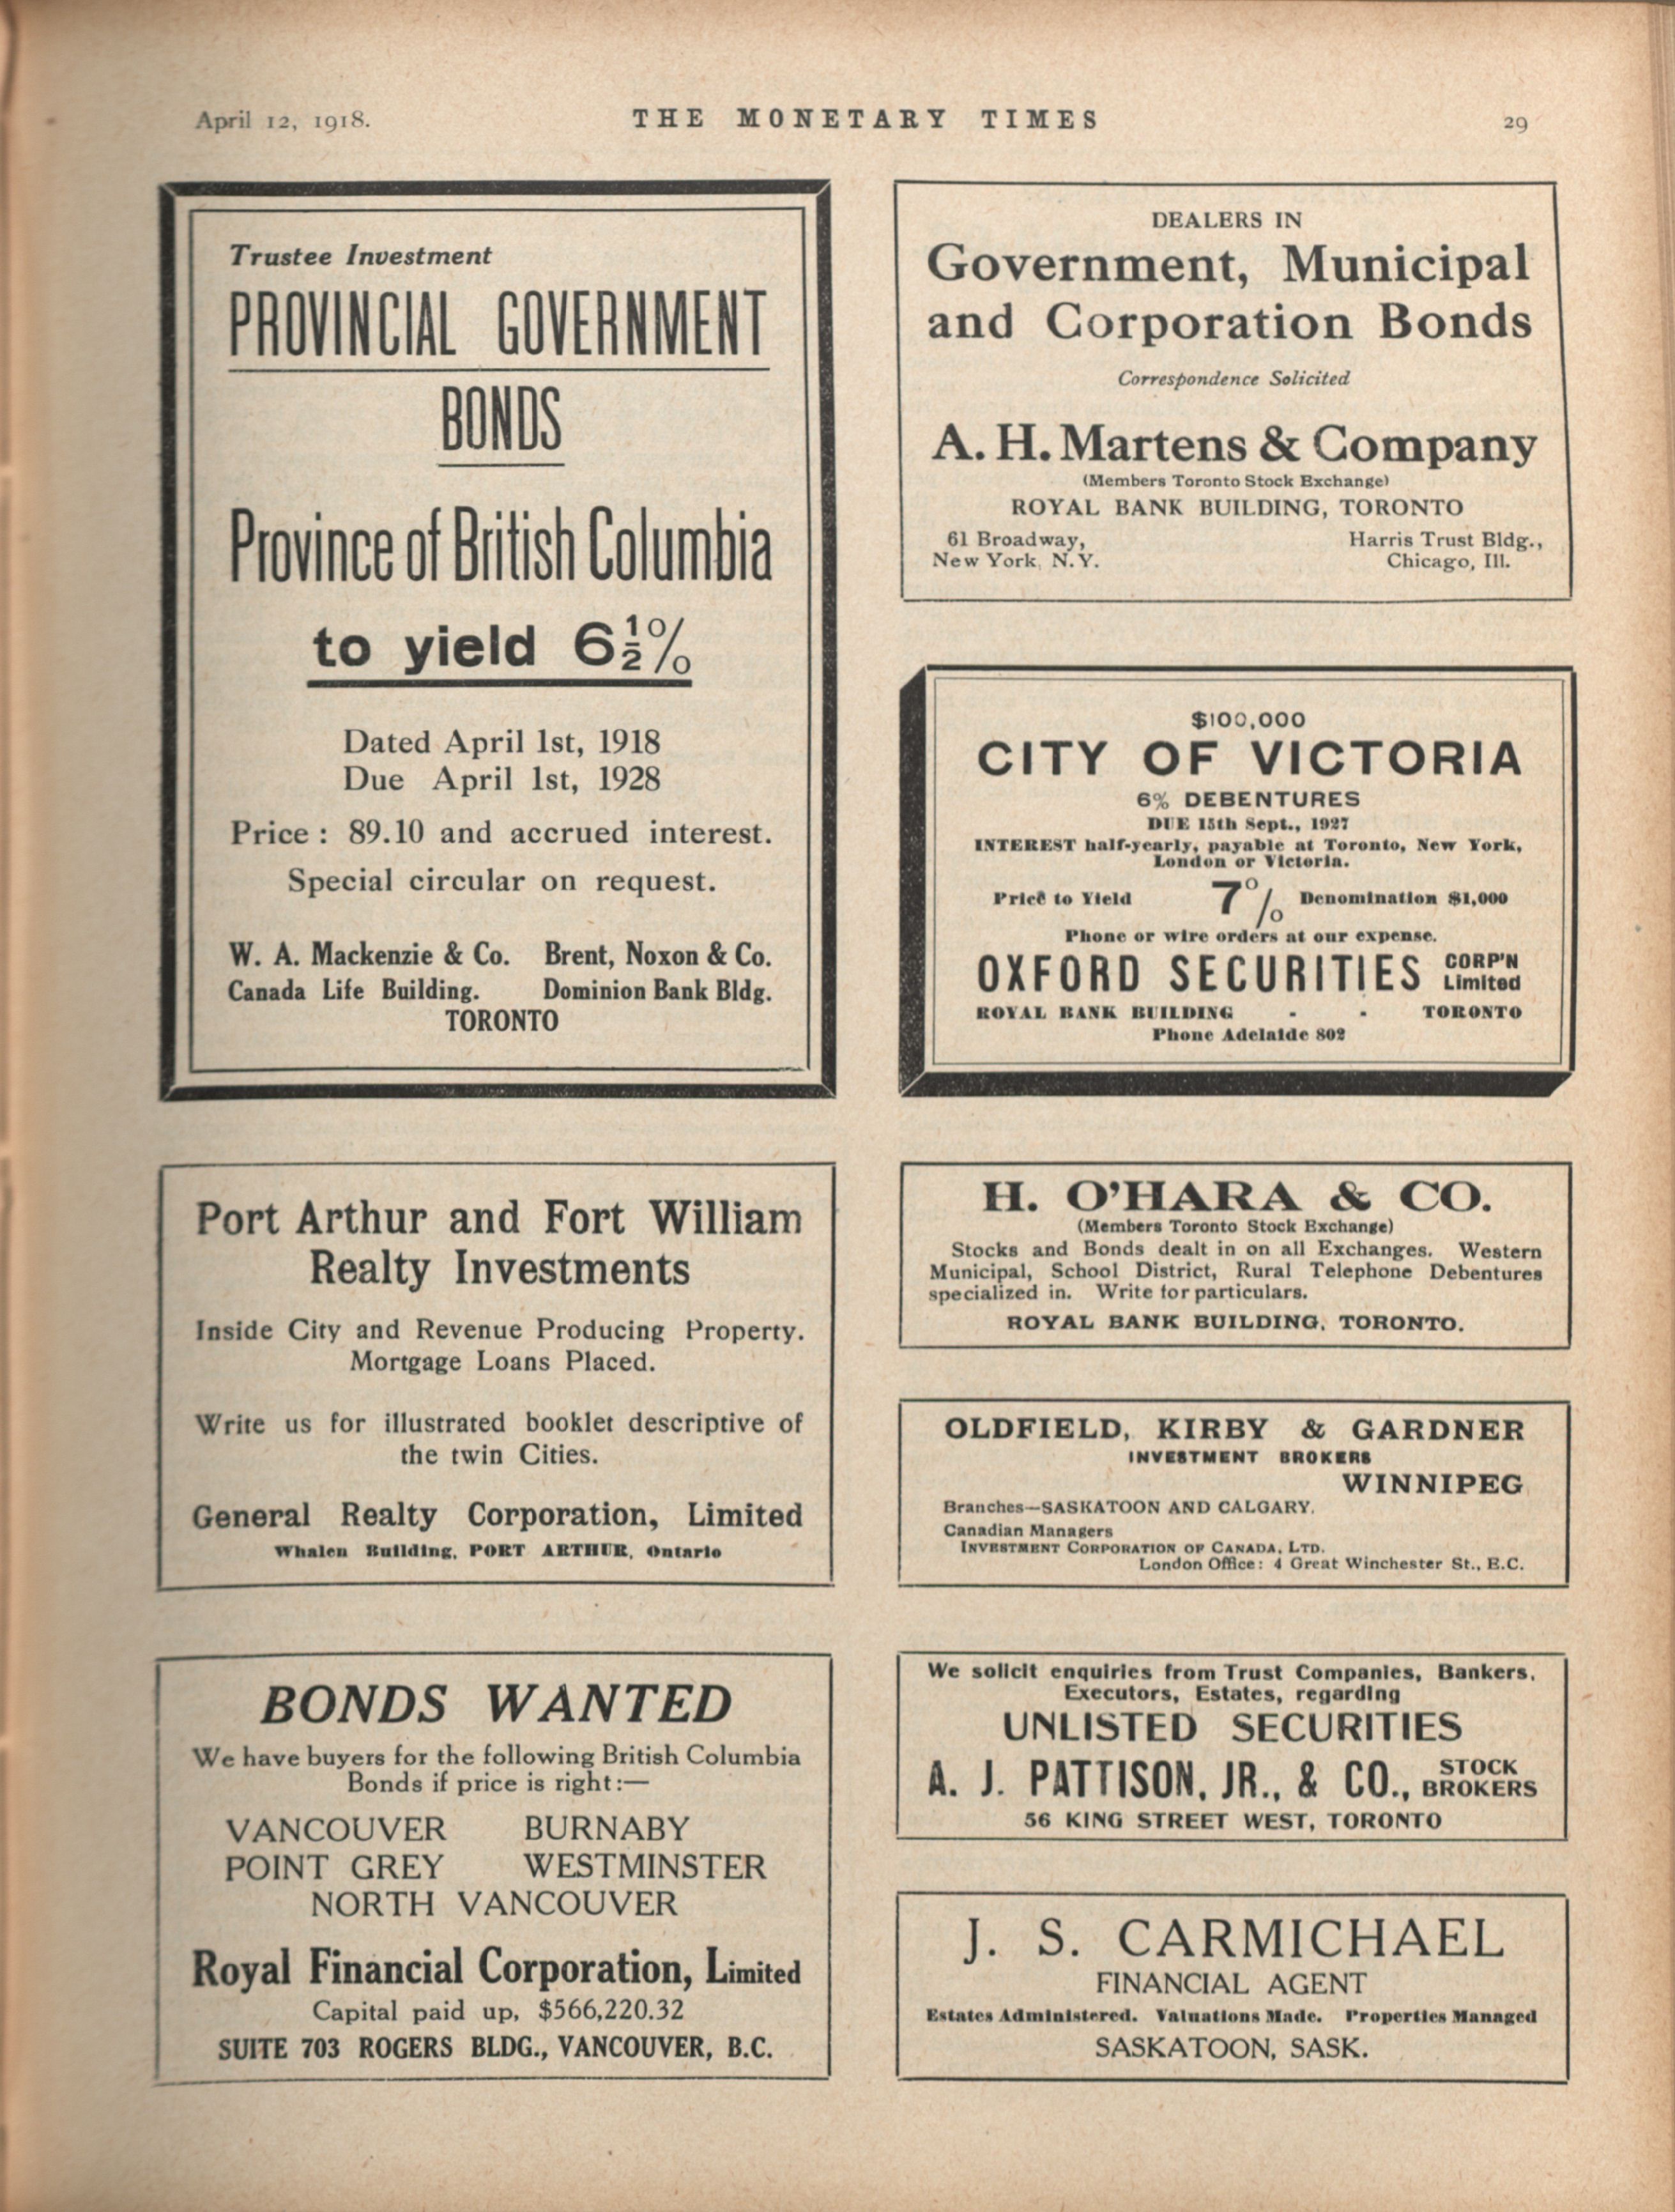 April 12, 1918.
THE MONETARY TIMES
29
Trustee Investment
PROVINCIAL GOVERNMENT
BONDS
Province of British Columbia
to yield 6½%
Dated April 1st, 1918
Due April 1st, 1928
Price : 89.10 and accrued interest.
Special circular on request.
W. A. Mackenzie & Co. Brent, Noxon & Co.
Canada Life Building. Dominion Bank Bldg.
TORONTO
Port Arthur and Fort William
Realty Investments
Inside City and Revenue Producing Property.
Mortgage Loans Placed.
Write us for illustrated booklet descriptive of
the twin Cities.
General Realty Corporation, Limited
Whalen Building, PORT ARTHUR, Ontario
BONDS WANTED
We have buyers for the following British Columbia
Bonds if price is right :—
VANCOUVER BURNABY
POINT GREY WESTMINSTER
NORTH VANCOUVER
Royal Financial Corporation, Limited
Capital paid up, $566,220.32
SUITE 703 ROGERS BLDG., VANCOUVER, B.C.
DEALERS IN
Government, Municipal
and Corporation Bonds
Correspondence Solicited
A. H. Martens & Company
(Members Toronto Stock Exchange)
ROYAL BANK BUILDING, TORONTO
61 Broadway,
New York, N.Y.
Harris Trust Bldg.,
Chicago, Ill.
$100,000
CITY OF VICTORIA
6% DEBENTURES
DUE 15th Sept., 1927
INTEREST half-yearly, payable at Toronto, New York,
London or Victoria.
Price to Yield 7% Denomination $1,000
Phone or wire orders at our expense.
OXFORD SECURITIES CORP'N Limited
ROYAL BANK BUILDING - - TORONTO
Phone Adelaide 802
H. O'HARA & CO.
(Members Toronto Stock Exchange)
Stocks and Bonds dealt in on all Exchanges. Western
Municipal, School District, Rural Telephone Debentures
specialized in. Write for particulars.
ROYAL BANK BUILDING, TORONTO.
OLDFIELD, KIRBY & GARDNER
INVESTMENT BROKERS
WINNIPEG
Branches—SASKATOON AND CALGARY.
Canadian Managers
INVESTMENT CORPORATION OF CANADA, LTD.
London Office: 4 Great Winchester St., E.C.
We solicit enquiries from Trust Companies, Bankers,
Executors, Estates, regarding
UNLISTED SECURITIES
A. J. PATTISON, JR., & CO., STOCK BROKERS
56 KING STREET WEST, TORONTO
J. S. CARMICHAEL
FINANCIAL AGENT
Estates Administered. Valuations Made. Properties Managed
SASKATOON, SASK.